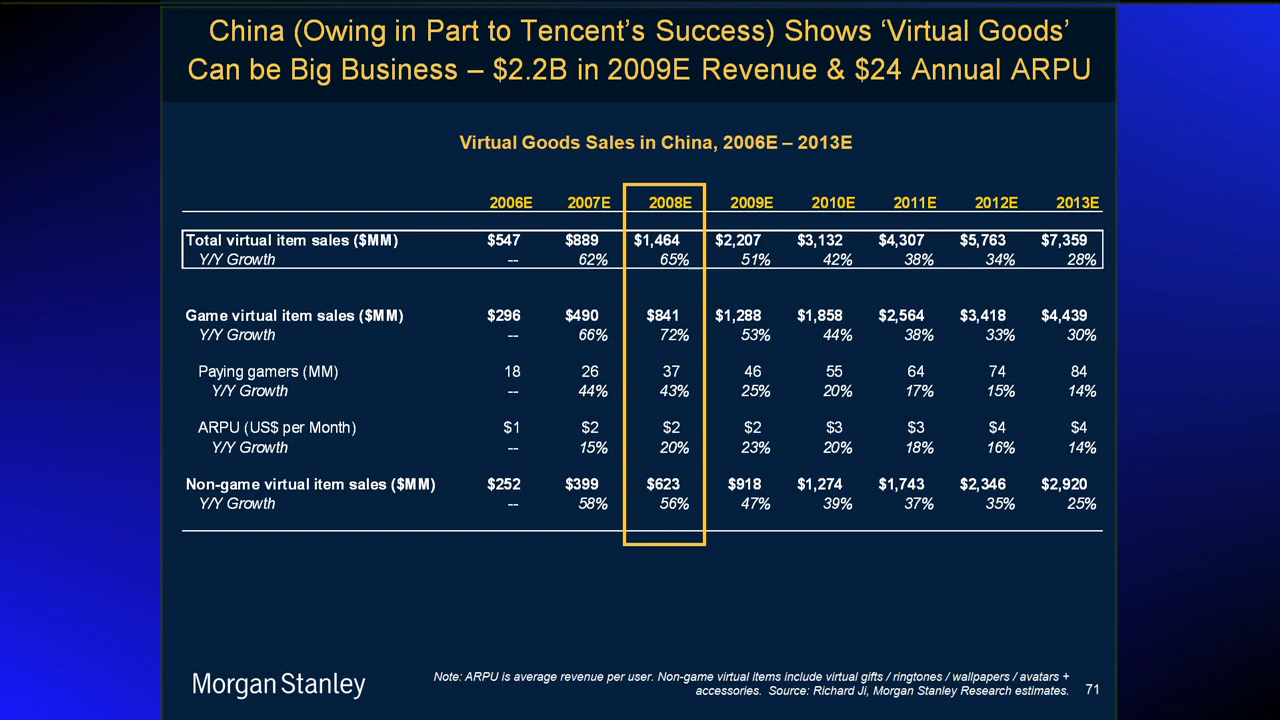 China (Owing in Part to Tencent’s Success) Shows ‘Virtual Goods’
Can be Big Business – $2.2B in 2009E Revenue & $24 Annual ARPU
Virtual Goods Sales in China, 2006E – 2013E
2006E 2007E 2008E 2009E 2010E 2011E 2012E 2013E
Total virtual item sales ($MM) $547 $889 $1,464 $2,207 $3,132 $4,307 $5,763 $7,359
Y/Y Growth -- 62% 65% 51% 42% 38% 34% 28%
Game virtual item sales ($MM) $296 $490 $841 $1,288 $1,858 $2,564 $3,418 $4,439
Y/Y Growth -- 66% 72% 53% 44% 38% 33% 30%
Paying gamers (MM) 18 26 37 46 55 64 74 84
Y/Y Growth -- 44% 43% 25% 20% 17% 15% 14%
ARPU (US$ per Month) $1 $2 $2 $2 $3 $3 $4 $4
Y/Y Growth -- 15% 20% 23% 20% 18% 16% 14%
Non-game virtual item sales ($MM) $252 $399 $623 $918 $1,274 $1,743 $2,346 $2,920
Y/Y Growth -- 58% 56% 47% 39% 37% 35% 25%
Morgan Stanley
Note: ARPU is average revenue per user. Non-game virtual items include virtual gifts / ringtones / wallpapers / avatars +
accessories. Source: Richard Ji, Morgan Stanley Research estimates.
71